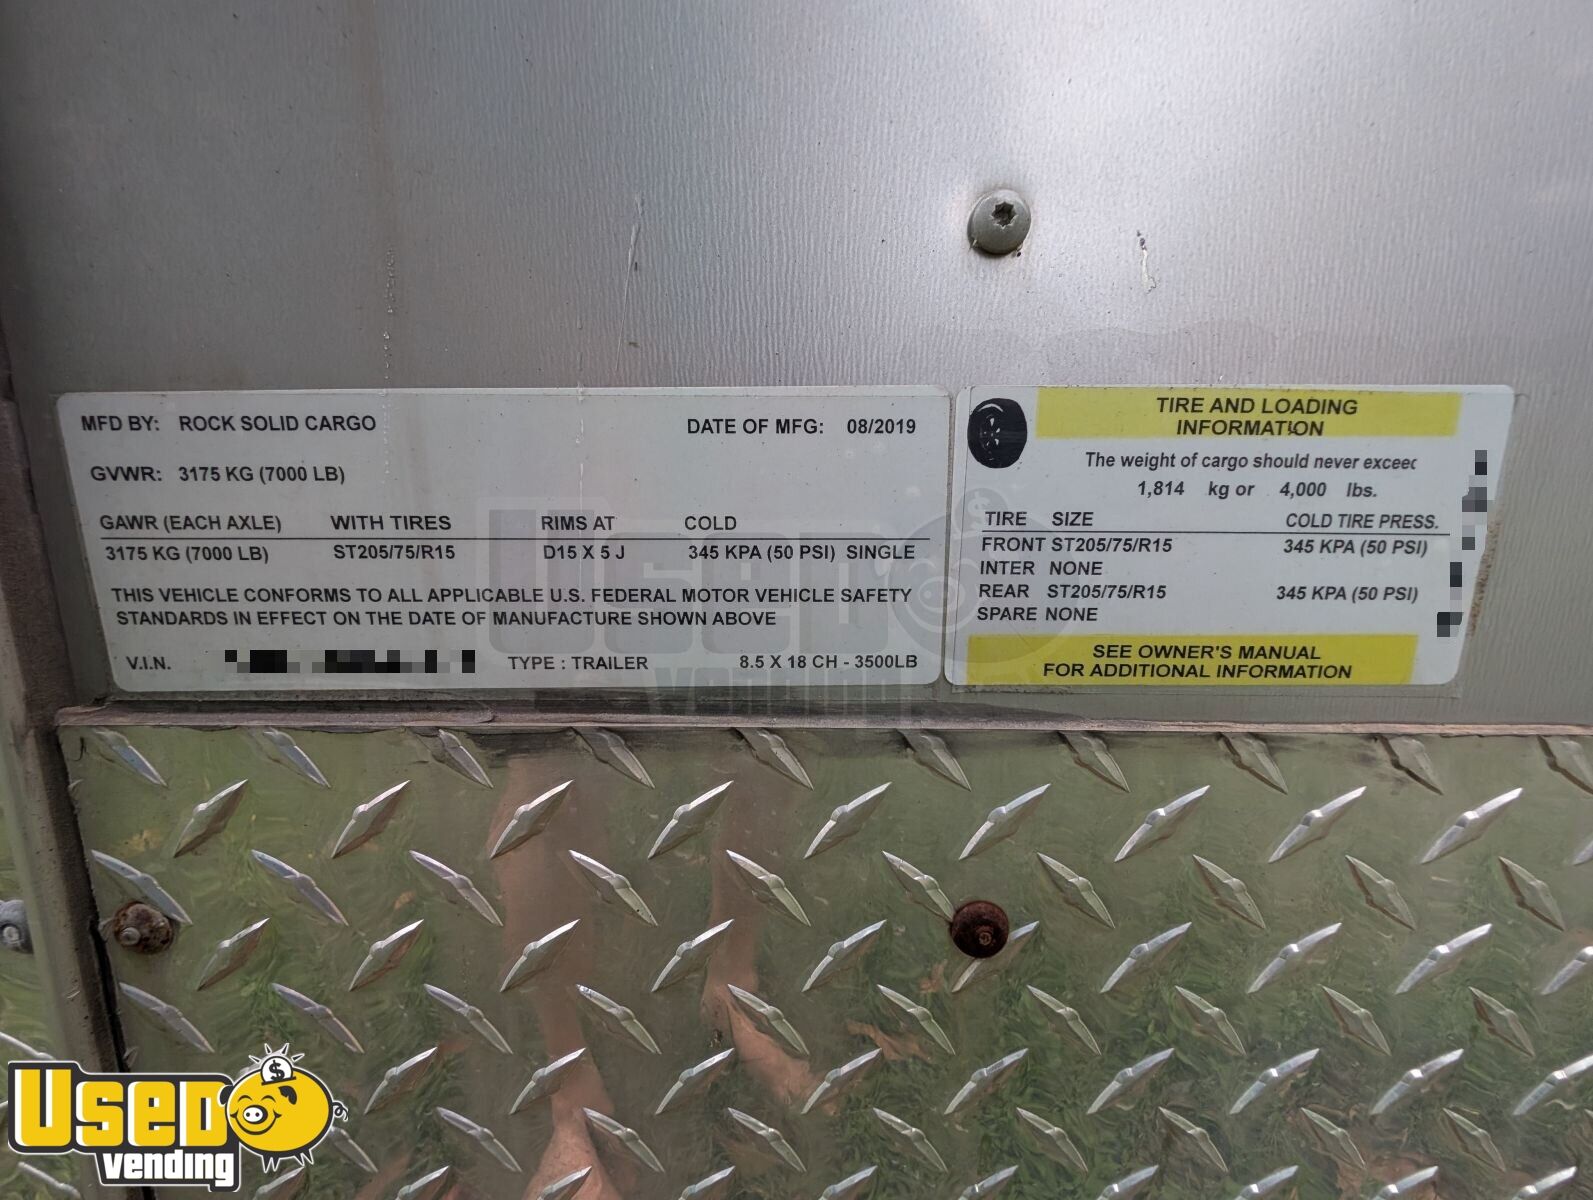 MFD BY: ROCK SOLID CARGO DATE OF MFG: 08/2019
GVWR: 3175 KG (7000 LB)
GAWR (EACH AXLE) WITH TIRES RIMS AT COLD
3175 KG (7000 LB) ST205/75/R15 D15 X 5 J 345 KPA (50 PSI) SINGLE
THIS VEHICLE CONFORMS TO ALL APPLICABLE U.S. FEDERAL MOTOR VEHICLE SAFETY
STANDARDS IN EFFECT ON THE DATE OF MANUFACTURE SHOWN ABOVE
V.I.N. TYPE : TRAILER 8.5 X 18 CH - 3500LB
TIRE AND LOADING
INFORMATION
The weight of cargo should never exceed
1,814 kg or 4,000 lbs.
TIRE SIZE COLD TIRE PRESS.
FRONT ST205/75/R15 345 KPA (50 PSI)
INTER NONE
REAR ST205/75/R15 345 KPA (50 PSI)
SPARE NONE
SEE OWNER'S MANUAL
FOR ADDITIONAL INFORMATION
USED
vending
USED
vending